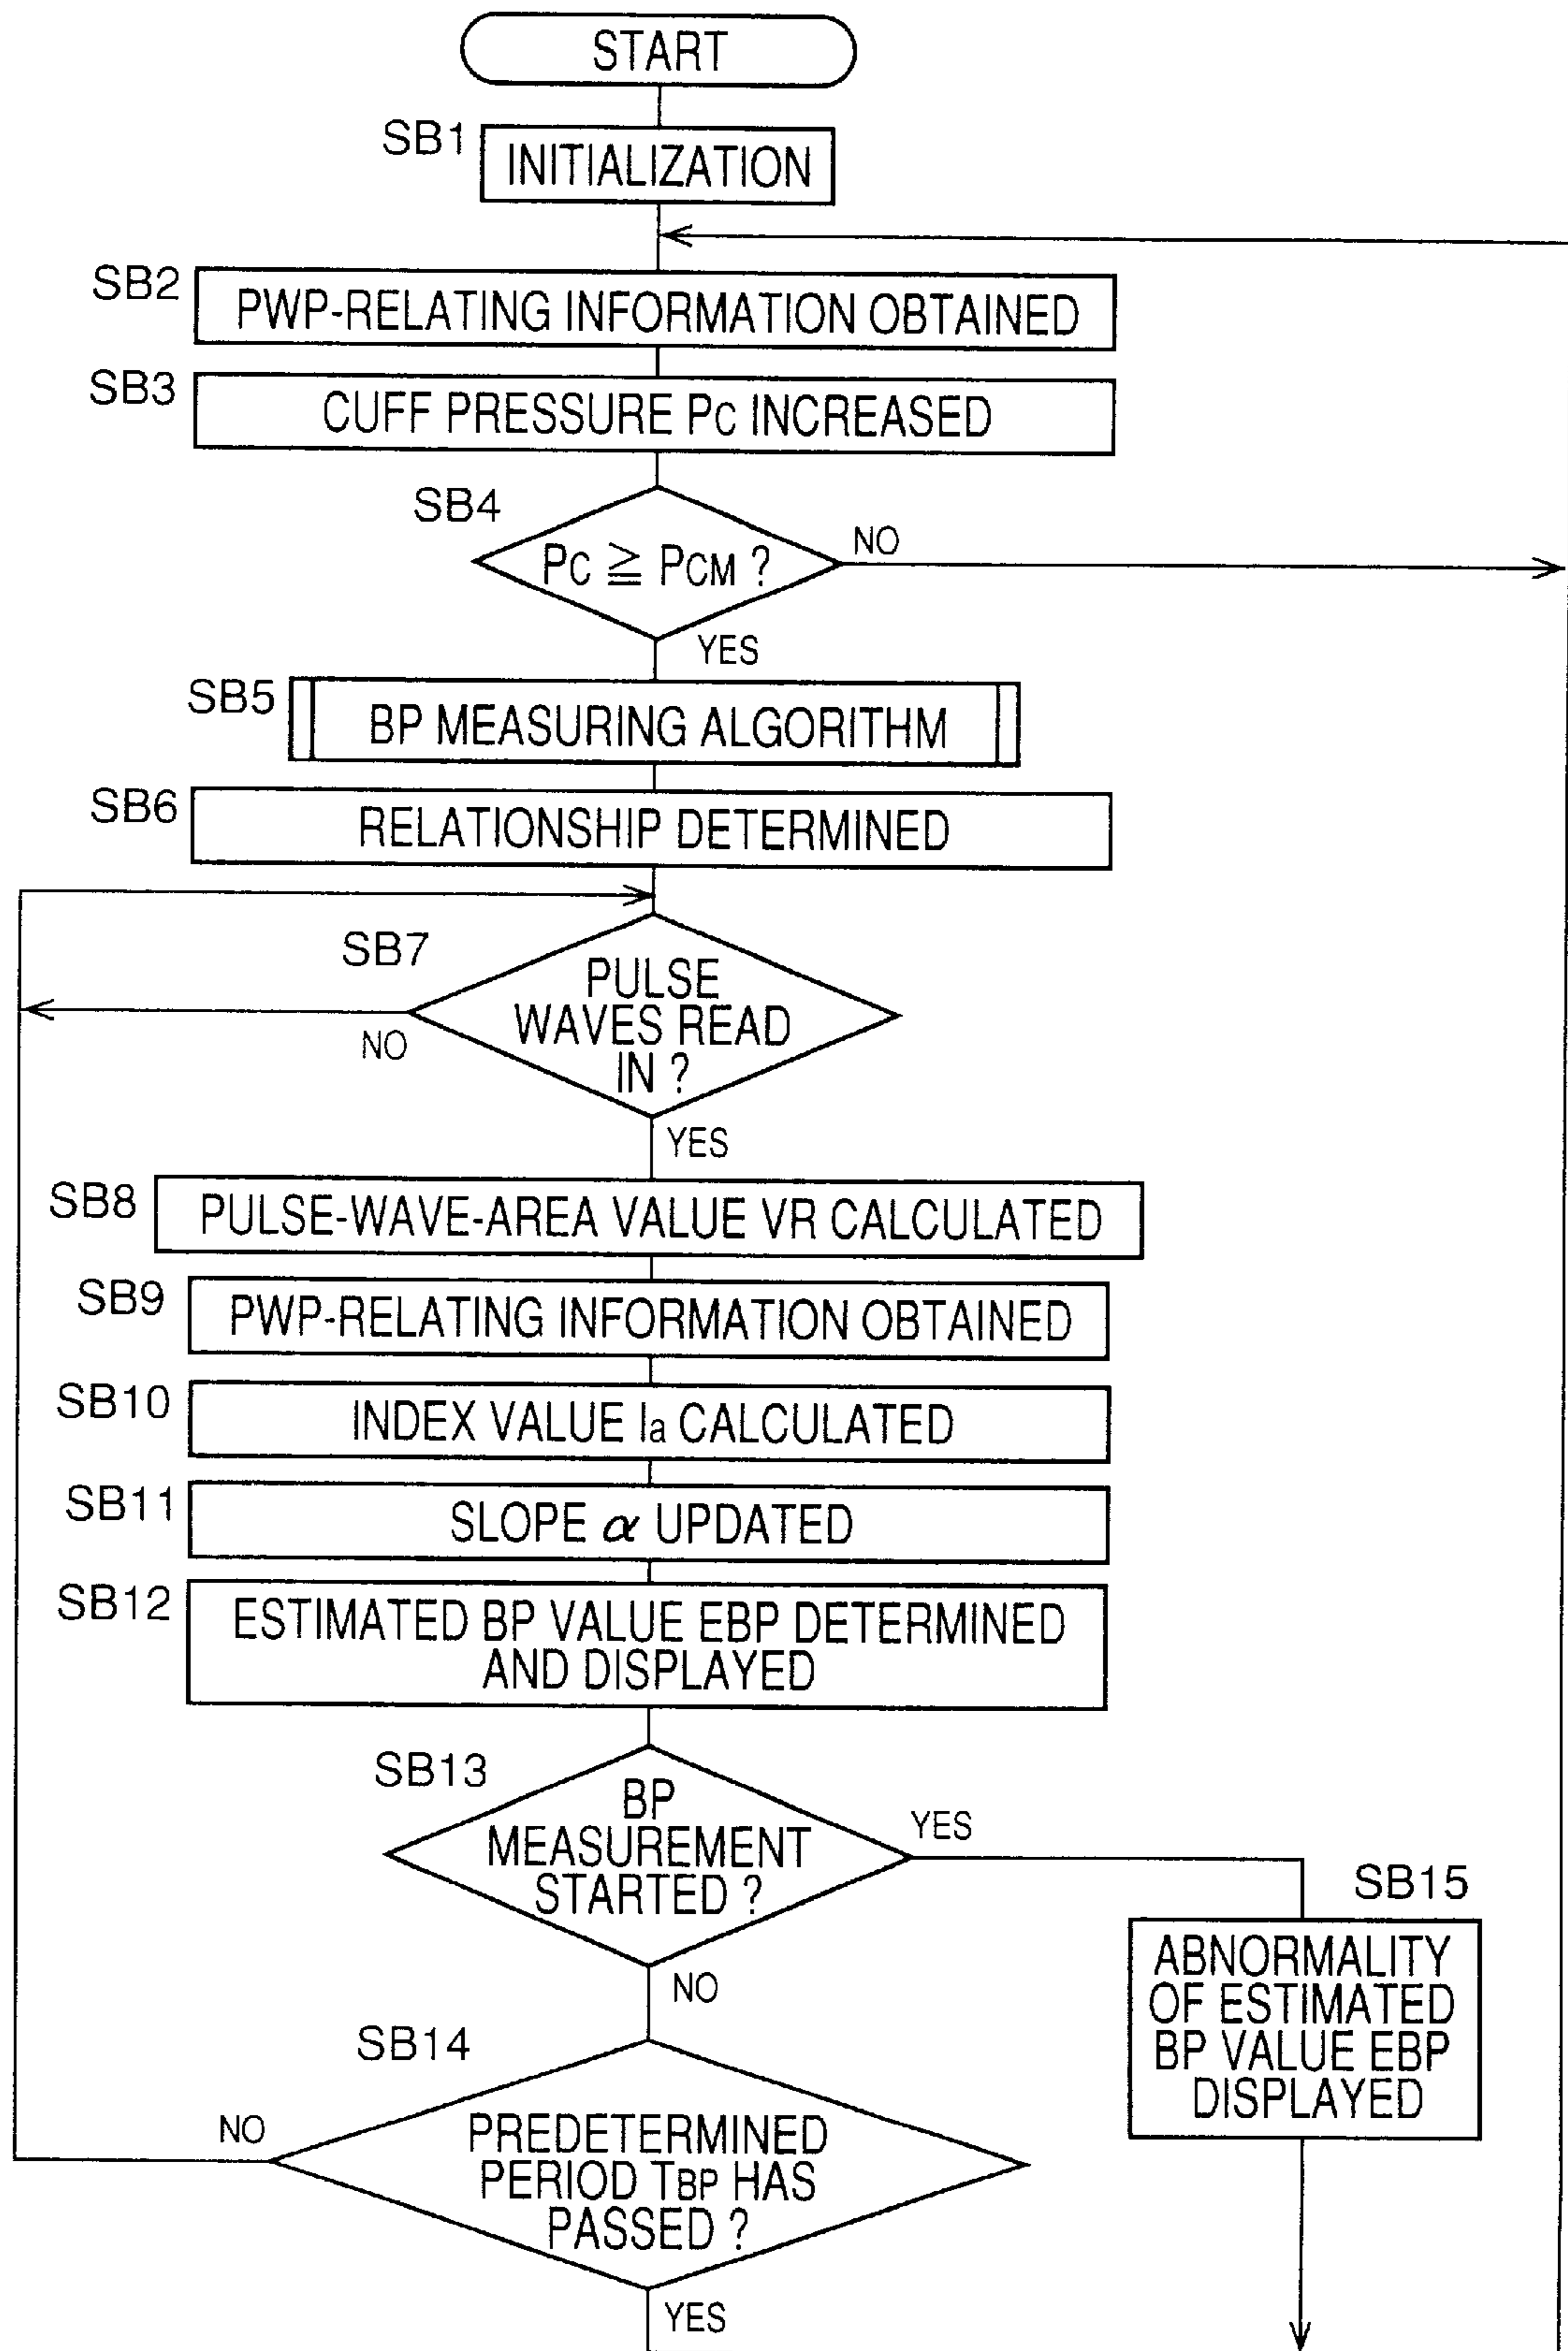 START
SB1
INITIALIZATION
SB2
PWP-RELATING INFORMATION OBTAINED
SB3
CUFF PRESSURE PC INCREASED
SB4
PC ≧ PCM ?
NO
YES
SB5
BP MEASURING ALGORITHM
SB6
RELATIONSHIP DETERMINED
SB7
PULSE
WAVES READ
IN ?
NO
YES
SB8
PULSE-WAVE-AREA VALUE VR CALCULATED
SB9
PWP-RELATING INFORMATION OBTAINED
SB10
INDEX VALUE Ia CALCULATED
SB11
SLOPE α UPDATED
SB12
ESTIMATED BP VALUE EBP DETERMINED
AND DISPLAYED
SB13
BP
MEASUREMENT
STARTED ?
YES
NO
SB15
ABNORMALITY
OF ESTIMATED
BP VALUE EBP
DISPLAYED
SB14
PREDETERMINED
PERIOD TBP HAS
PASSED ?
NO
YES